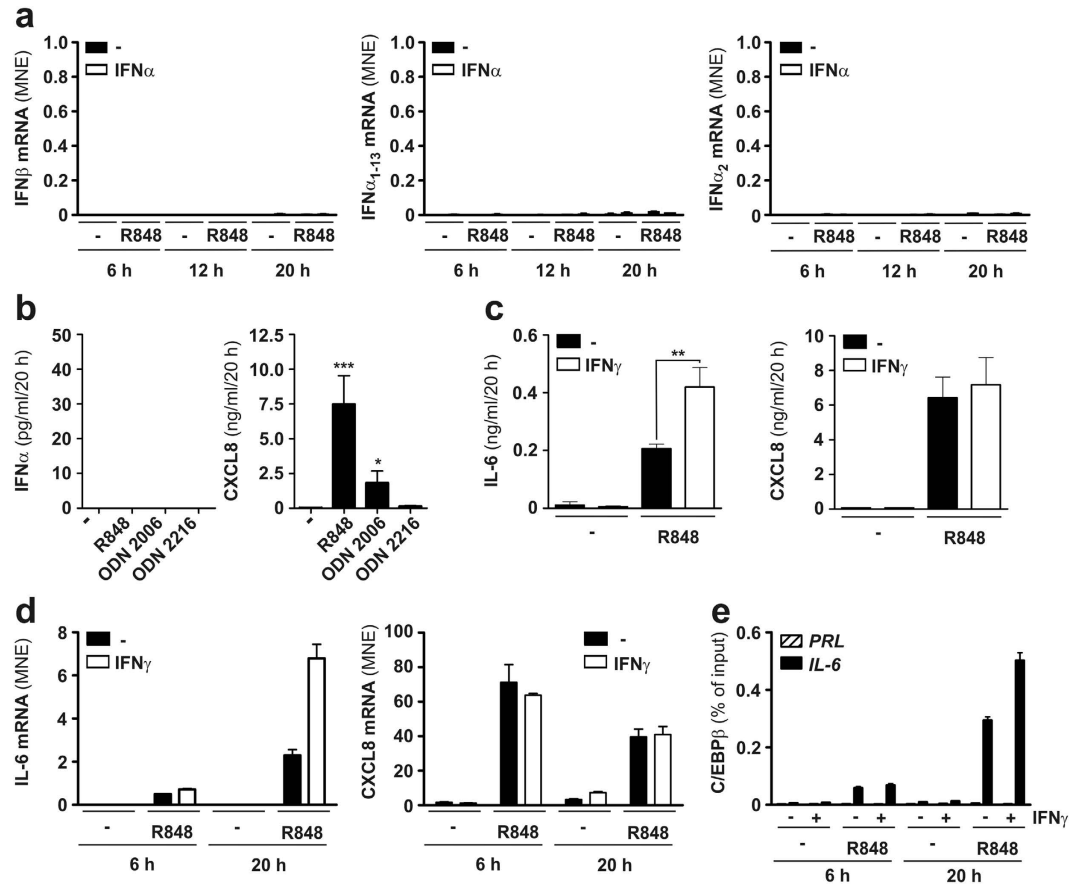 a
IFNβ mRNA (MNE)
1.0
0.8
0.6
0.4
0.2
0
-
IFNα
- R848 - R848 - R848
6 h 12 h 20 h
IFNα1-13 mRNA (MNE)
1.0
0.8
0.6
0.4
0.2
0
-
IFNα
- R848 - R848 - R848
6 h 12 h 20 h
IFNα2 mRNA (MNE)
1.0
0.8
0.6
0.4
0.2
0
-
IFNα
- R848 - R848 - R848
6 h 12 h 20 h
b
IFNα (pg/ml/20 h)
50
40
30
20
10
0
-
R848
ODN 2006
ODN 2216
CXCL8 (ng/ml/20 h)
12.5
10.0
7.5
5.0
2.5
0
***
*
-
R848
ODN 2006
ODN 2216
c
IL-6 (ng/ml/20 h)
0.6
0.4
0.2
0
-
IFNγ
**
- R848
CXCL8 (ng/ml/20 h)
10
8
6
4
2
0
-
IFNγ
- R848
d
IL-6 mRNA (MNE)
8
6
4
2
0
-
IFNγ
- R848 - R848
6 h 20 h
CXCL8 mRNA (MNE)
100
80
60
40
20
0
-
IFNγ
- R848 - R848
6 h 20 h
e
C/EBPβ (% of input)
0.6
0.4
0.2
0
PRL
IL-6
- + - + - + - + IFNγ
- R848 - R848
6 h 20 h